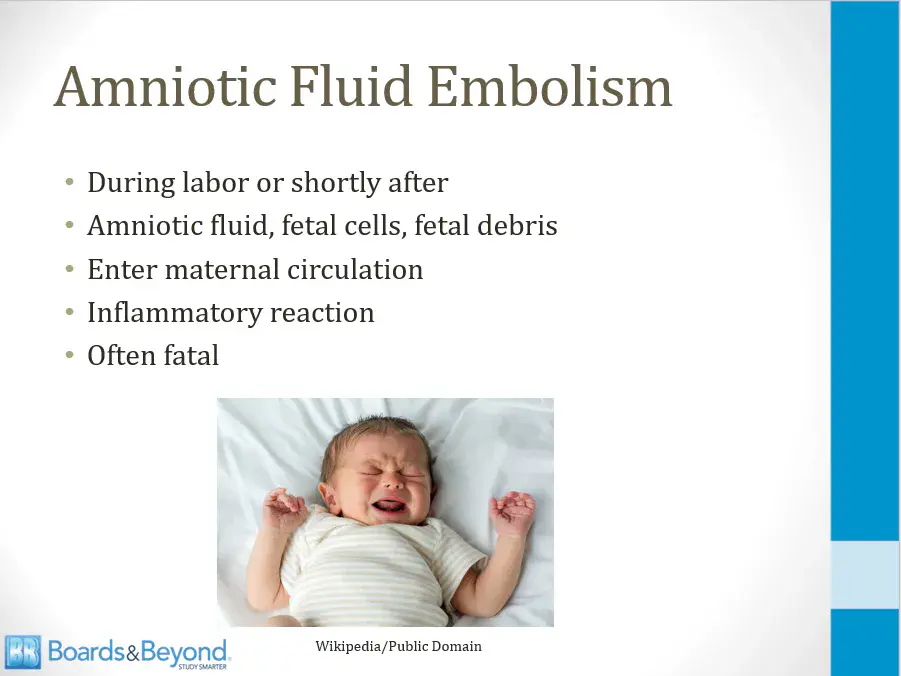 Amniotic Fluid Embolism
• During labor or shortly after
• Amniotic fluid, fetal cells, fetal debris
• Enter maternal circulation
• Inflammatory reaction
• Often fatal
BB Boards&Beyond.
STUDY SMARTER
Wikipedia/Public Domain